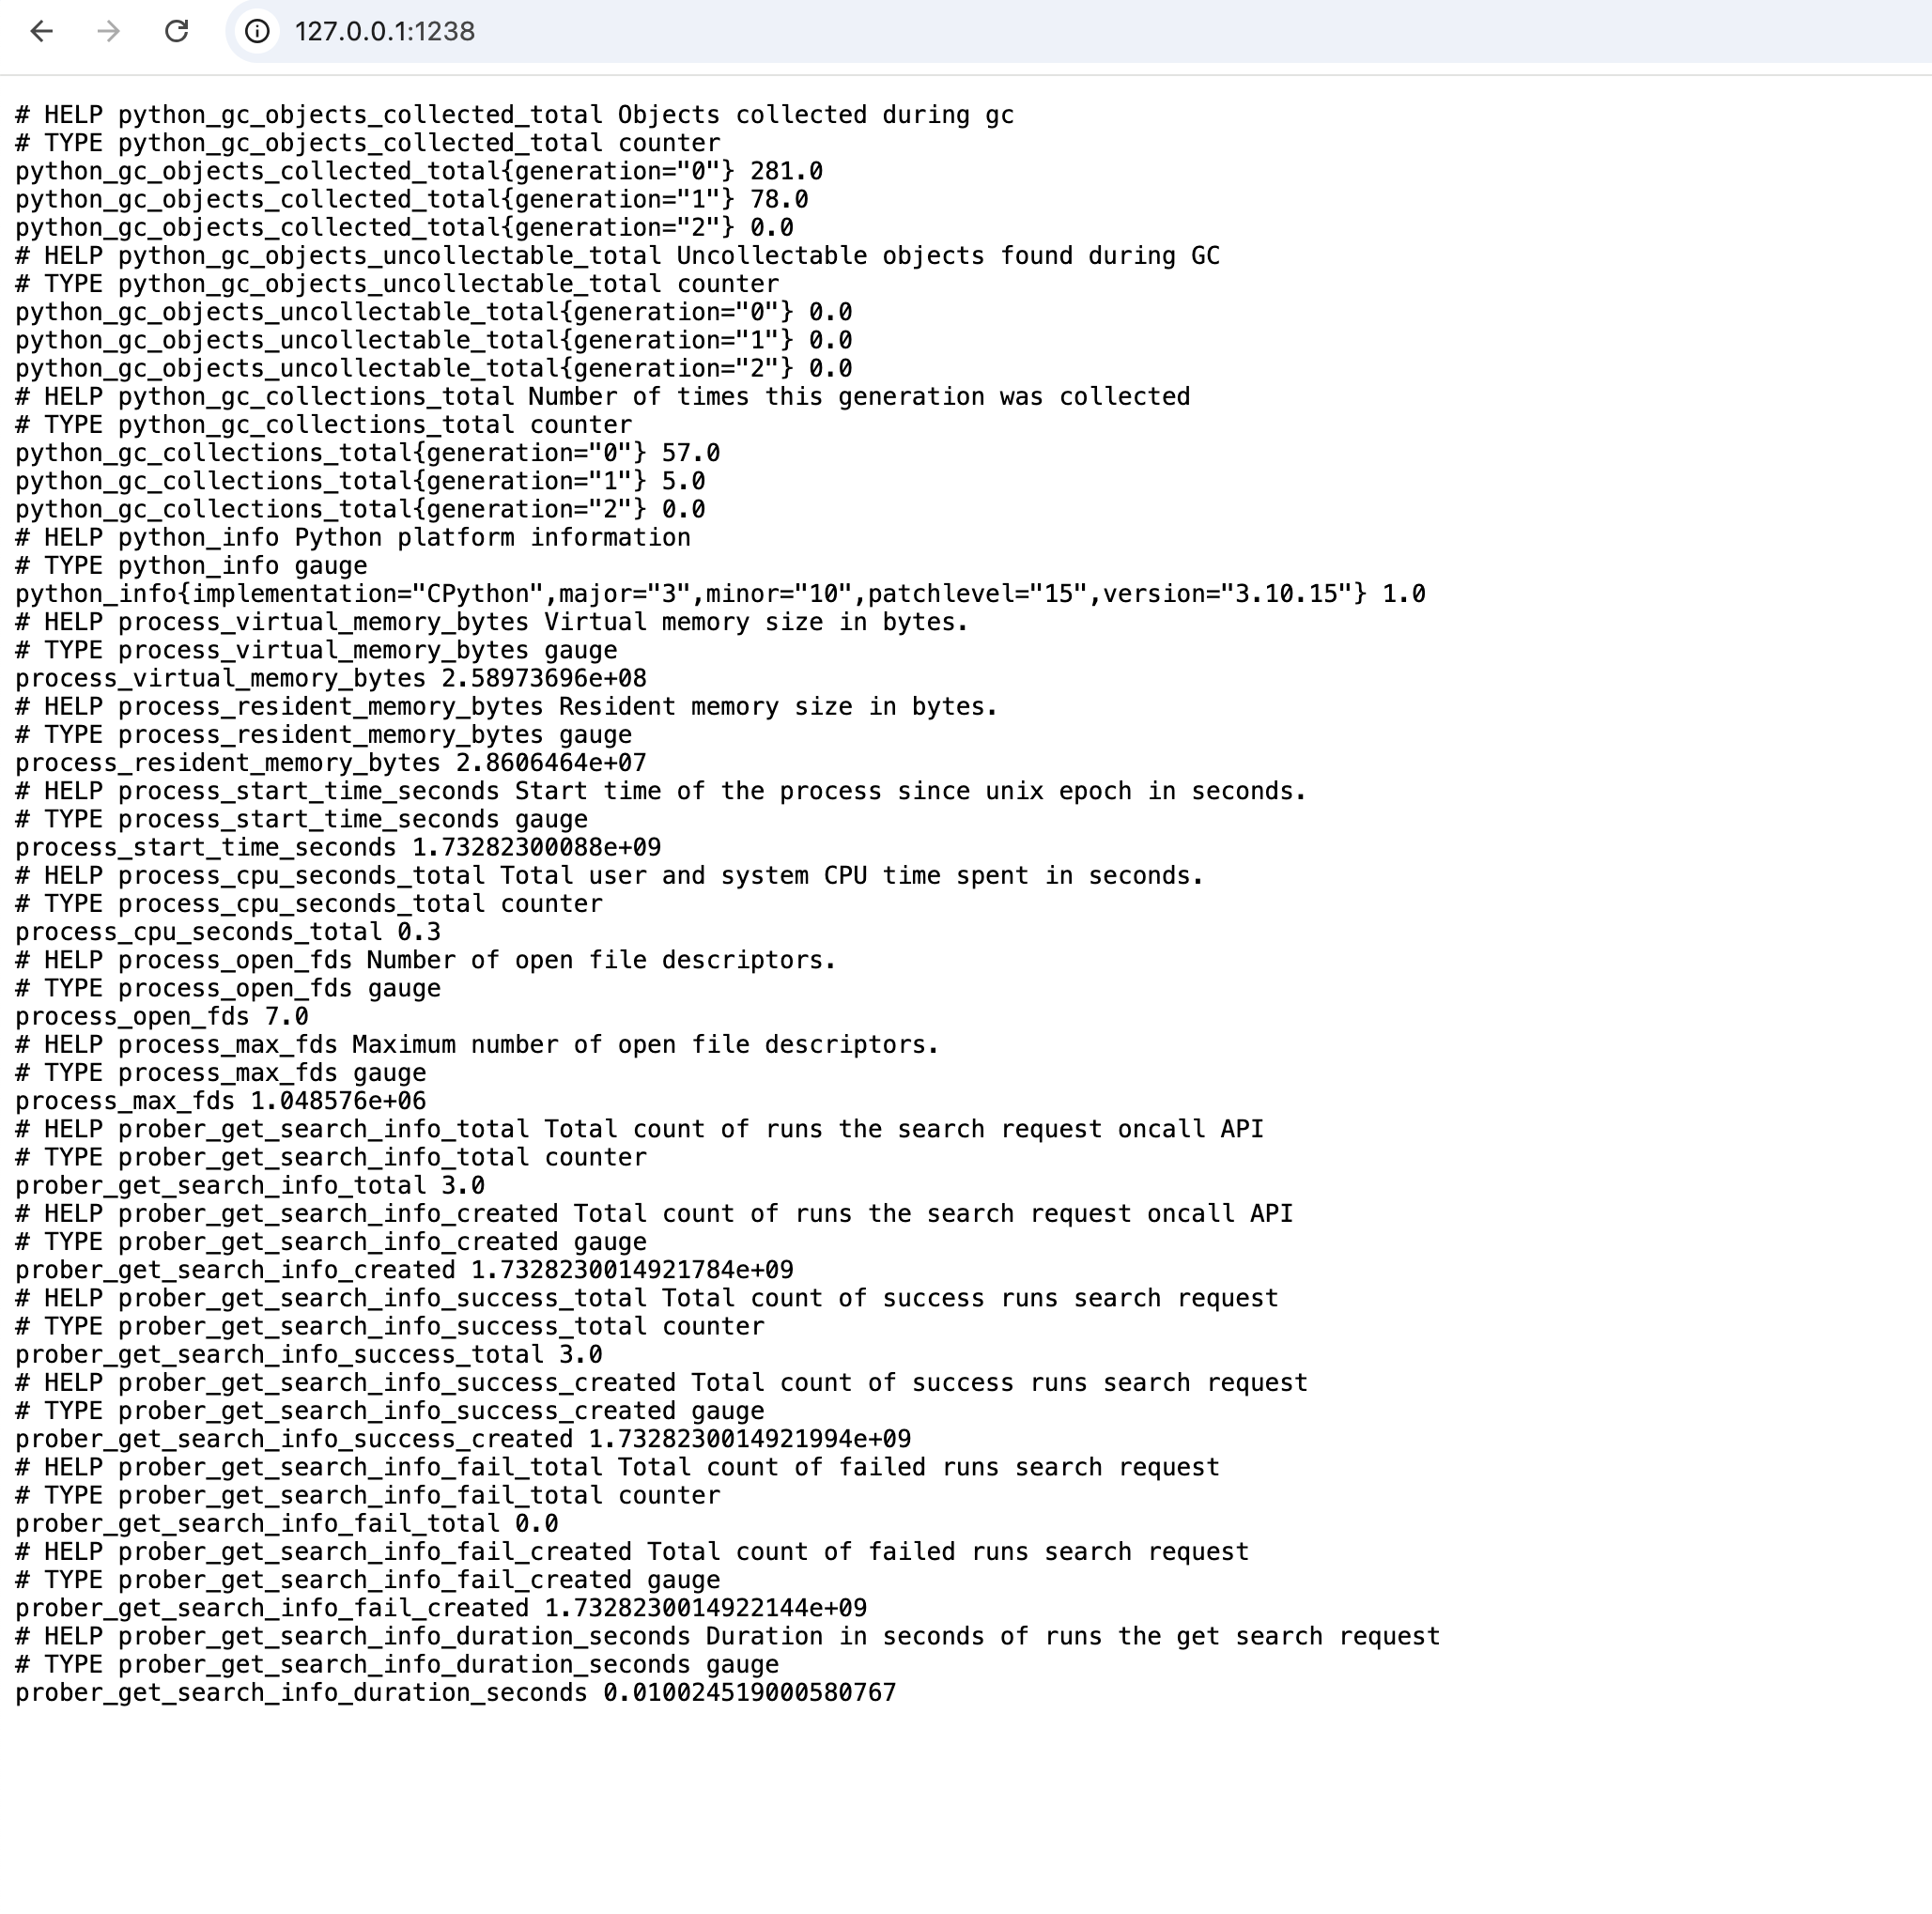 127.0.0.1:1238
# HELP python_gc_objects_collected_total Objects collected during gc
# TYPE python_gc_objects_collected_total counter
python_gc_objects_collected_total{generation="0"} 281.0
python_gc_objects_collected_total{generation="1"} 78.0
python_gc_objects_collected_total{generation="2"} 0.0
# HELP python_gc_objects_uncollectable_total Uncollectable objects found during GC
# TYPE python_gc_objects_uncollectable_total counter
python_gc_objects_uncollectable_total{generation="0"} 0.0
python_gc_objects_uncollectable_total{generation="1"} 0.0
python_gc_objects_uncollectable_total{generation="2"} 0.0
# HELP python_gc_collections_total Number of times this generation was collected
# TYPE python_gc_collections_total counter
python_gc_collections_total{generation="0"} 57.0
python_gc_collections_total{generation="1"} 5.0
python_gc_collections_total{generation="2"} 0.0
# HELP python_info Python platform information
# TYPE python_info gauge
python_info{implementation="CPython",major="3",minor="10",patchlevel="15",version="3.10.15"} 1.0
# HELP process_virtual_memory_bytes Virtual memory size in bytes.
# TYPE process_virtual_memory_bytes gauge
process_virtual_memory_bytes 2.58973696e+08
# HELP process_resident_memory_bytes Resident memory size in bytes.
# TYPE process_resident_memory_bytes gauge
process_resident_memory_bytes 2.8606464e+07
# HELP process_start_time_seconds Start time of the process since unix epoch in seconds.
# TYPE process_start_time_seconds gauge
process_start_time_seconds 1.73282300088e+09
# HELP process_cpu_seconds_total Total user and system CPU time spent in seconds.
# TYPE process_cpu_seconds_total counter
process_cpu_seconds_total 0.3
# HELP process_open_fds Number of open file descriptors.
# TYPE process_open_fds gauge
process_open_fds 7.0
# HELP process_max_fds Maximum number of open file descriptors.
# TYPE process_max_fds gauge
process_max_fds 1.048576e+06
# HELP prober_get_search_info_total Total count of runs the search request oncall API
# TYPE prober_get_search_info_total counter
prober_get_search_info_total 3.0
# HELP prober_get_search_info_created Total count of runs the search request oncall API
# TYPE prober_get_search_info_created gauge
prober_get_search_info_created 1.7328230014921784e+09
# HELP prober_get_search_info_success_total Total count of success runs search request
# TYPE prober_get_search_info_success_total counter
prober_get_search_info_success_total 3.0
# HELP prober_get_search_info_success_created Total count of success runs search request
# TYPE prober_get_search_info_success_created gauge
prober_get_search_info_success_created 1.7328230014921994e+09
# HELP prober_get_search_info_fail_total Total count of failed runs search request
# TYPE prober_get_search_info_fail_total counter
prober_get_search_info_fail_total 0.0
# HELP prober_get_search_info_fail_created Total count of failed runs search request
# TYPE prober_get_search_info_fail_created gauge
prober_get_search_info_fail_created 1.7328230014922144e+09
# HELP prober_get_search_info_duration_seconds Duration in seconds of runs the get search request
# TYPE prober_get_search_info_duration_seconds gauge
prober_get_search_info_duration_seconds 0.010024519000580767